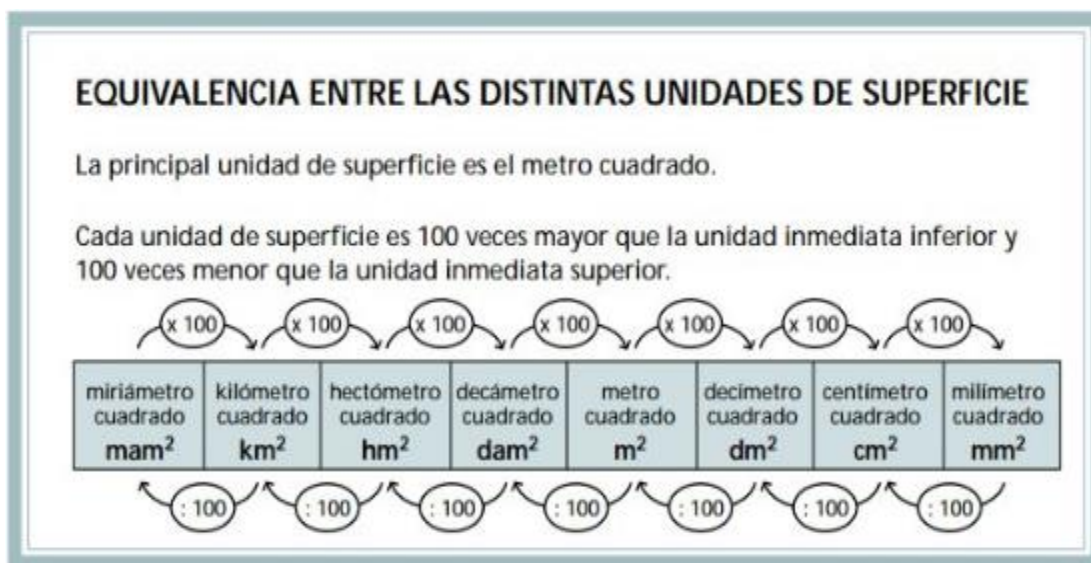 EQUIVALENCIA ENTRE LAS DISTINTAS UNIDADES DE SUPERFICIE
La principal unidad de superficie es el metro cuadrado.
Cada unidad de superficie es 100 veces mayor que la unidad inmediata inferior y
100 veces menor que la unidad inmediata superior.
x 100 x 100 x 100 x 100 x 100 x 100 x 100
miriámetro kilómetro hectómetro decámetro metro decímetro centímetro milímetro
cuadrado cuadrado cuadrado cuadrado cuadrado cuadrado cuadrado cuadrado
mam² km² hm² dam² m² dm² cm² mm²
: 100 : 100 : 100 : 100 : 100 : 100 : 100